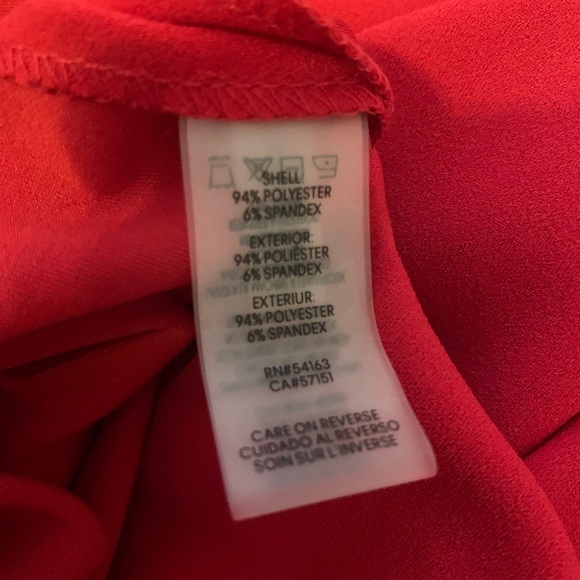 SHELL
94% POLYESTER
6% SPANDEX
EXTERIOR:
94% POLIÉSTER
6% SPANDEX
EXTERIUR:
94% POLYESTER
6% SPANDEX
RN#54163
CA#57151
CARE ON REVERSE
CUIDADO AL REVERSO
SOIN SUR L'INVERSE